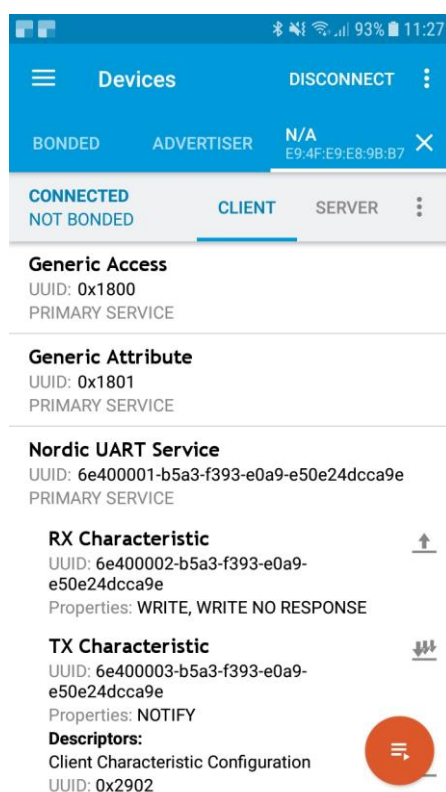 93% 11:27
Devices DISCONNECT
BONDED ADVERTISER N/A
E9:4F:E9:E8:9B:B7
CONNECTED
NOT BONDED CLIENT SERVER
Generic Access
UUID: 0x1800
PRIMARY SERVICE
Generic Attribute
UUID: 0x1801
PRIMARY SERVICE
Nordic UART Service
UUID: 6e400001-b5a3-f393-e0a9-e50e24dcca9e
PRIMARY SERVICE
RX Characteristic
UUID: 6e400002-b5a3-f393-e0a9-
e50e24dcca9e
Properties: WRITE, WRITE NO RESPONSE
TX Characteristic
UUID: 6e400003-b5a3-f393-e0a9-
e50e24dcca9e
Properties: NOTIFY
Descriptors:
Client Characteristic Configuration
UUID: 0x2902